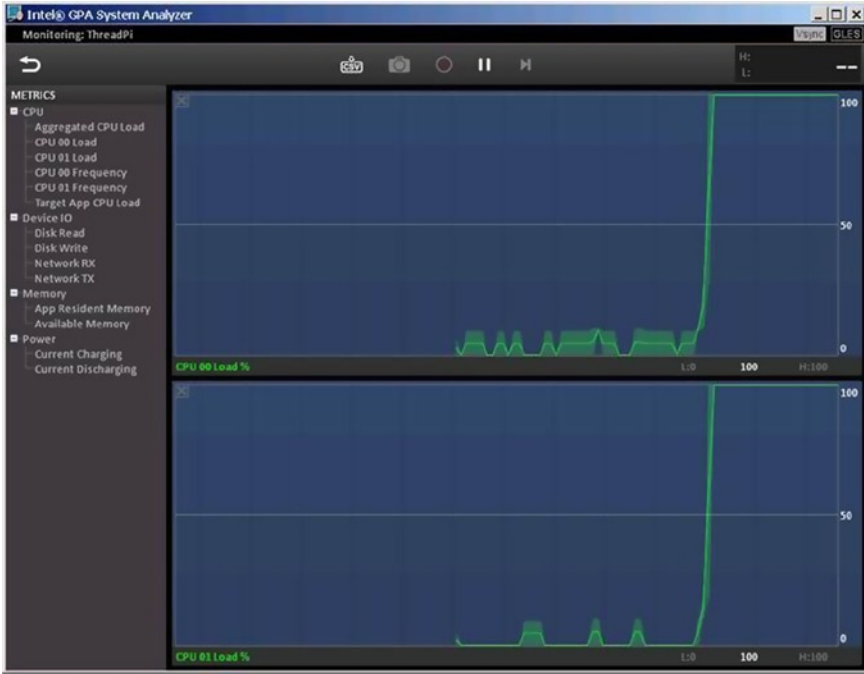 Intel® GPA System Analyzer
Monitoring: ThreadPi
Vsync GLES
CSV
H:
L:
--
METRICS
CPU
Aggregated CPU Load
CPU 00 Load
CPU 01 Load
CPU 00 Frequency
CPU 01 Frequency
Target App CPU Load
Device IO
Disk Read
Disk Write
Network RX
Network TX
Memory
App Resident Memory
Available Memory
Power
Current Charging
Current Discharging
100
50
0
CPU 00 Load % L:0 100 H:100
100
50
0
CPU 01 Load % L:0 100 H:100